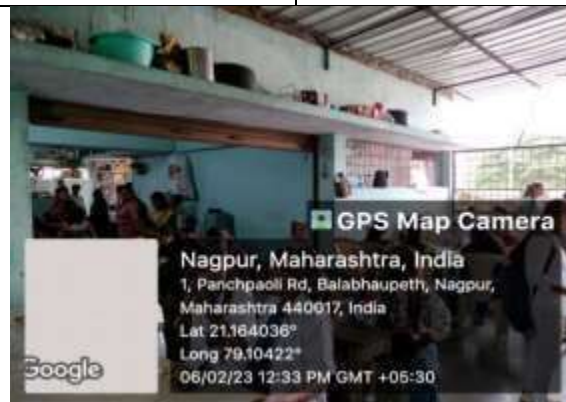 GPS Map Camera
Nagpur, Maharashtra, India
1, Panchpaoli Rd, Balabhaupeth, Nagpur,
Maharashtra 440017, India
Lat 21.164036°
Long 79.10422°
Google
06/02/23 12:33 PM GMT +05:30